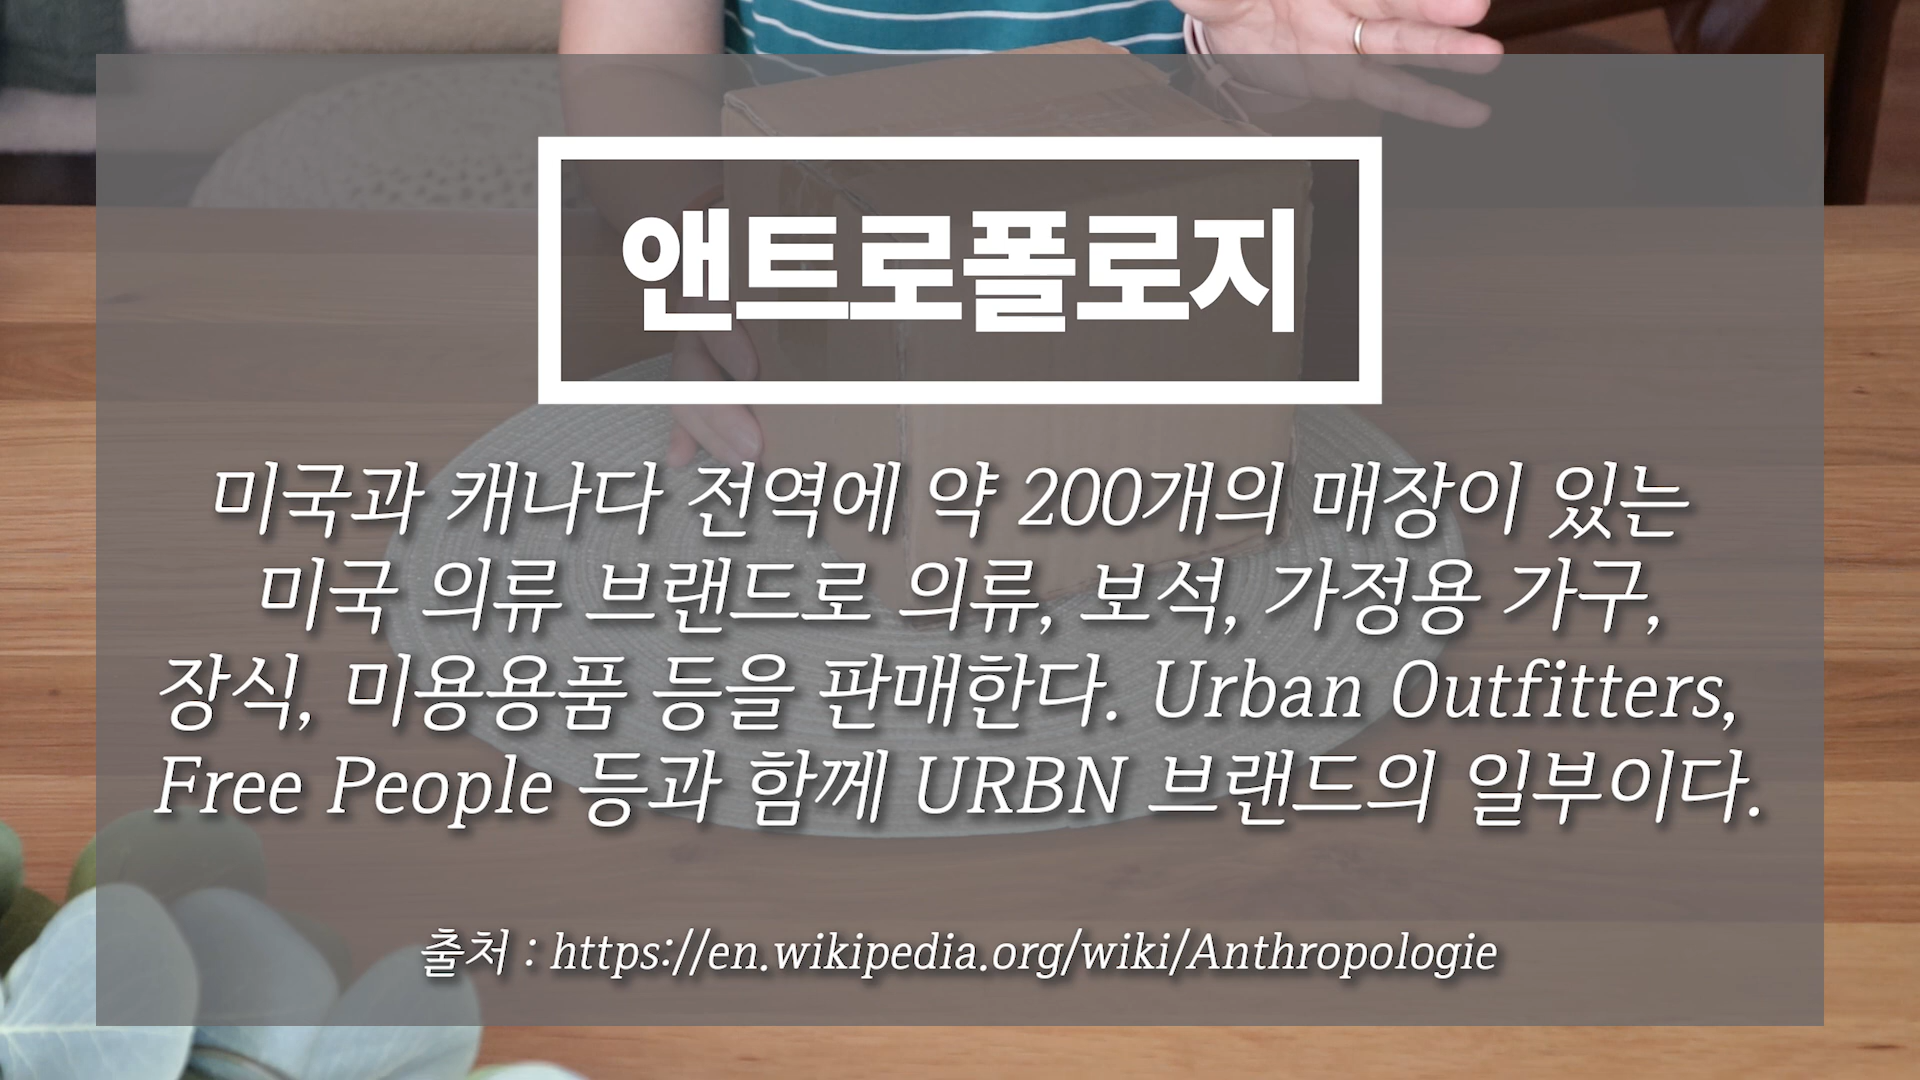 앤트로폴로지
미국과 캐나다 전역에 약 200개의 매장이 있는
미국 의류 브랜드로 의류, 보석, 가정용 가구,
장식, 미용용품 등을 판매한다. Urban Outfitters,
Free People 등과 함께 URBN 브랜드의 일부이다.
출처 : https://en.wikipedia.org/wiki/Anthropologie